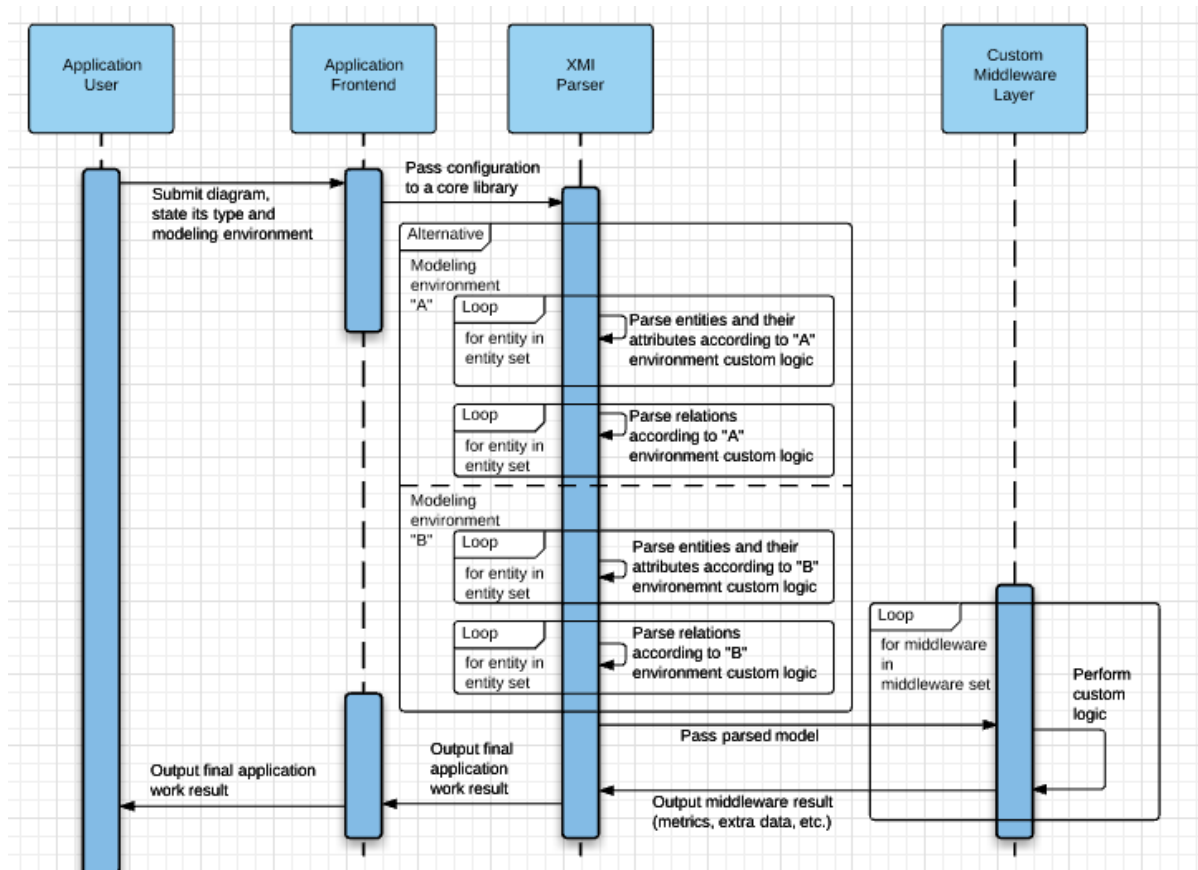 Application
User
Application
Frontend
XMI
Parser
Custom
Middleware
Layer
Submit diagram,
state its type and
modeling environment
Pass configuration
to a core library
Alternative
Modeling
environment
"A"
Loop
for entity in
entity set
Parse entities and their
attributes according to "A"
environment custom logic
Loop
for entity in
entity set
Parse relations
according to "A"
environment custom logic
Modeling
environment
"B"
Loop
for entity in
entity set
Parse entities and their
attributes according to "B"
environemnt custom logic
Loop
for entity in
entity set
Parse relations
according to "B"
environment custom logic
Loop
for middleware
in
middleware set
Perform
custom
logic
Pass parsed model
Output middleware result
(metrics, extra data, etc.)
Output final
application
work result
Output final application
work result